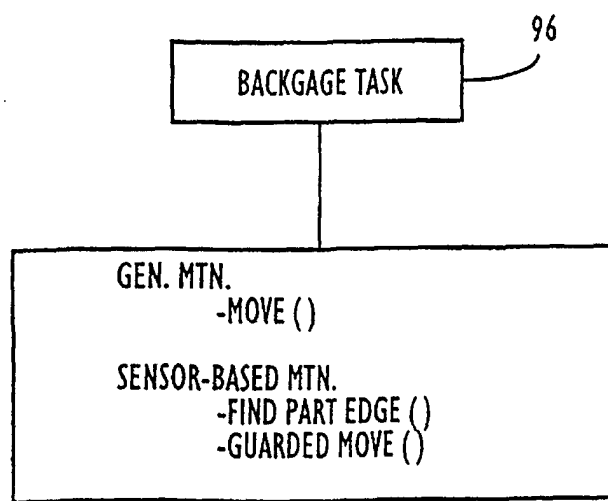 96
BACKGAGE TASK
GEN. MTN.
-MOVE ( )
SENSOR-BASED MTN.
-FIND PART EDGE ( )
-GUARDED MOVE ( )